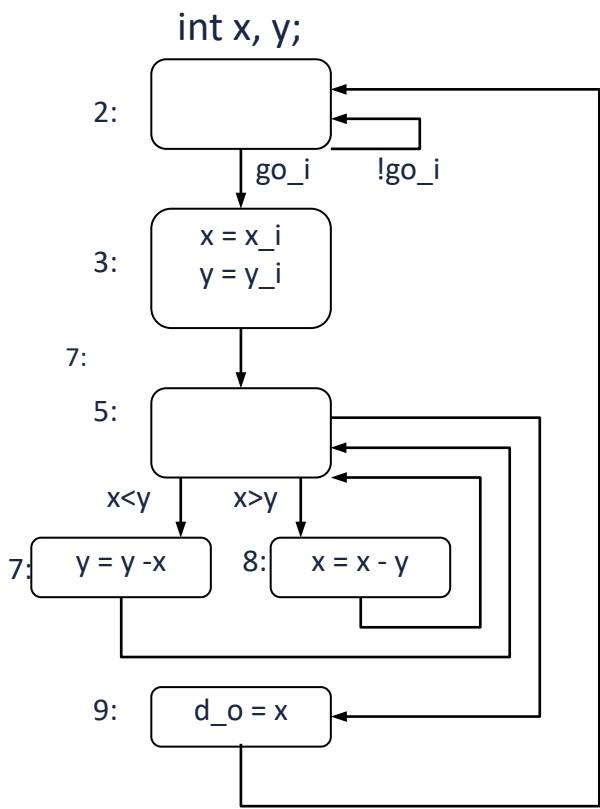 int x, y;
2:
go_i
!go_i
3:
x = x_i
y = y_i
7:
5:
x<y
x>y
7:
y = y -x
8:
x = x - y
9:
d_o = x